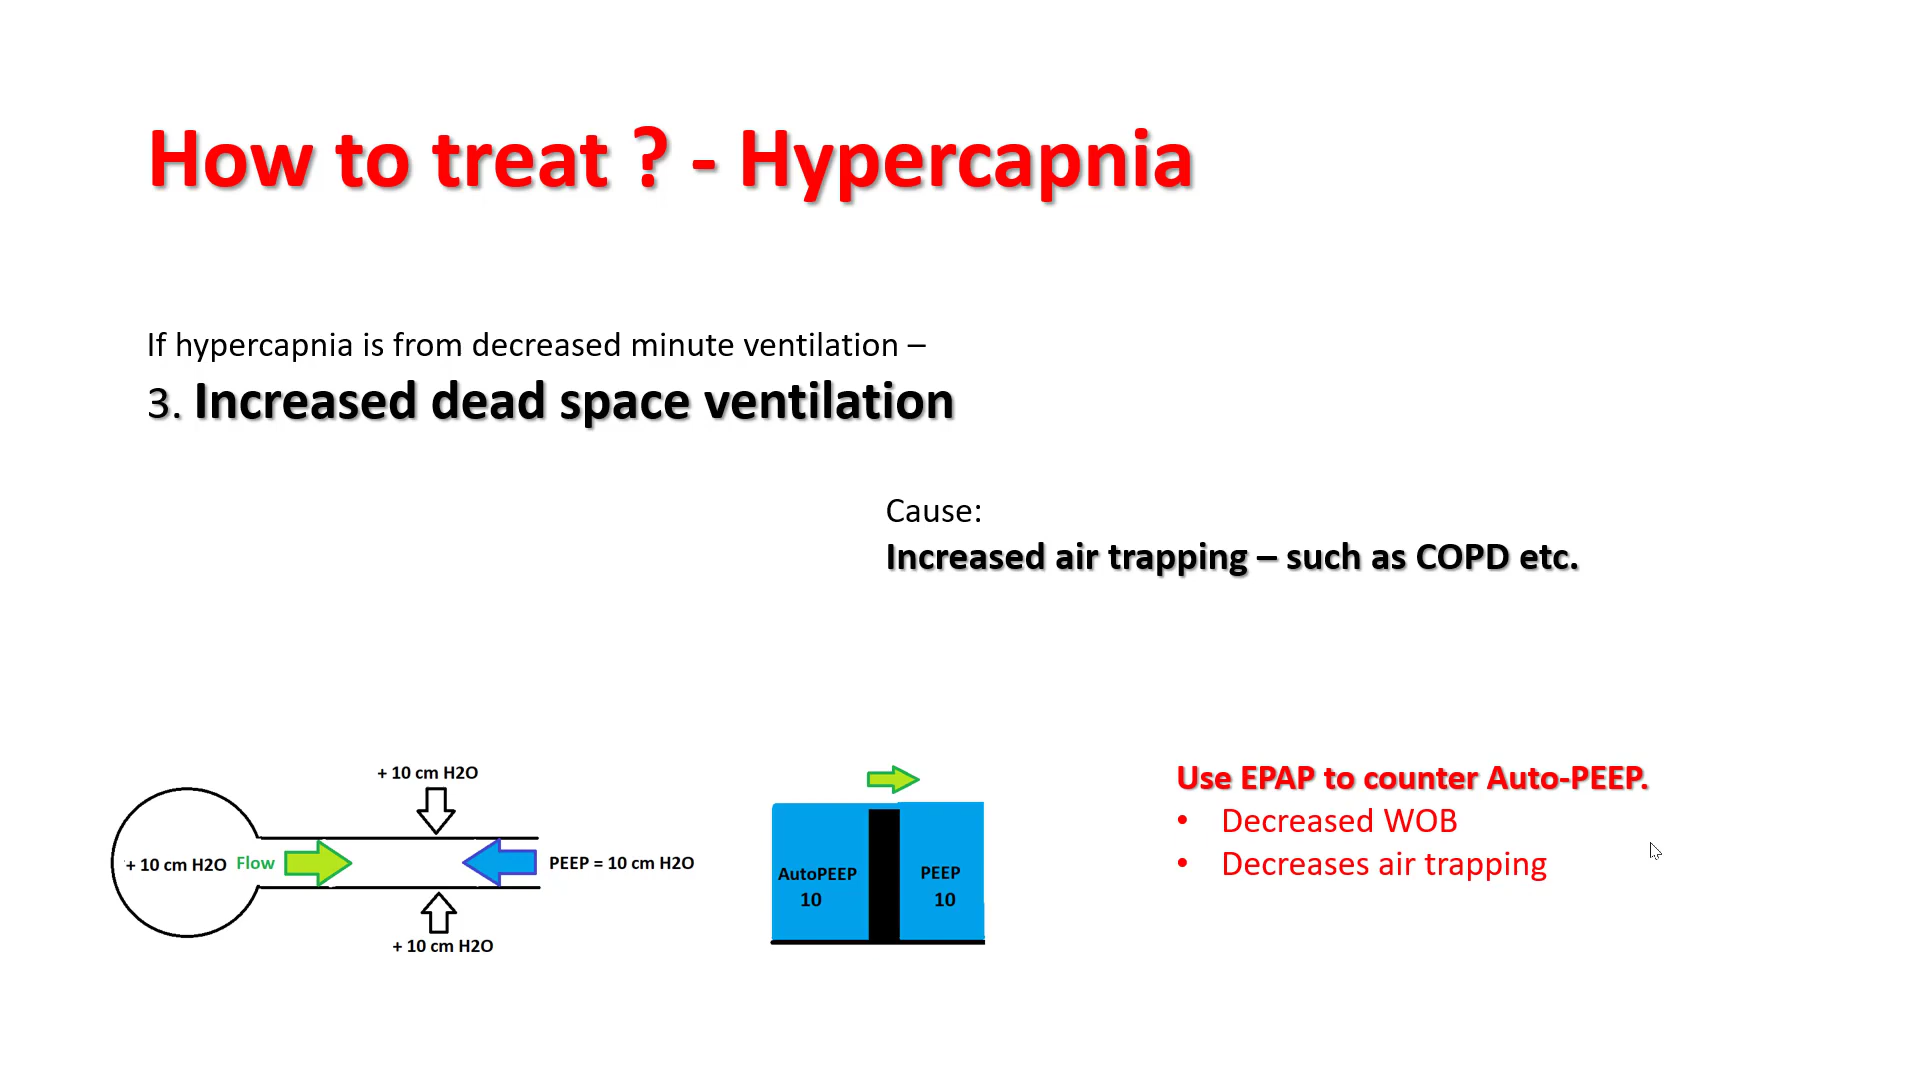 How to treat ? - Hypercapnia
If hypercapnia is from decreased minute ventilation –
3. Increased dead space ventilation
Cause:
Increased air trapping – such as COPD etc.
+ 10 cm H2O
+ 10 cm H2O Flow
PEEP = 10 cm H2O
+ 10 cm H2O
AutoPEEP
10
PEEP
10
Use EPAP to counter Auto-PEEP.
• Decreased WOB
• Decreases air trapping